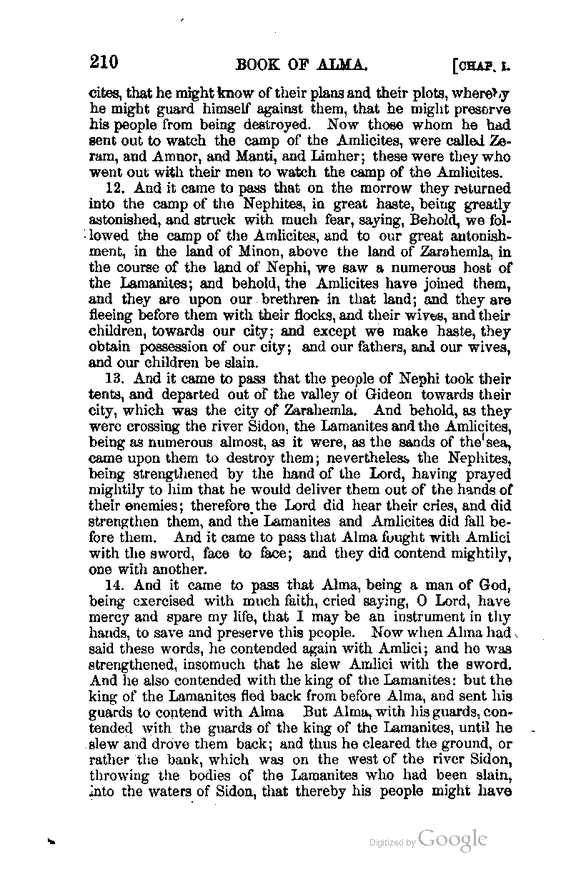 210 BOOK OF ALMA. [CHAP. I.
cites, that he might know of their plans and their plots, whereby
he might guard himself against them, that he might preserve
his people from being destroyed. Now those whom he had
sent out to watch the camp of the Amlicites, were called Ze-
ram, and Amnor, and Manti, and Limher; these were they who
went out with their men to watch the camp of the Amlicites.
12. And it came to pass that on the morrow they returned
into the camp of the Nephites, in great haste, being greatly
astonished, and struck with much fear, saying, Behold, we fol-
lowed the camp of the Amlicites, and to our great antonish-
ment, in the land of Minon, above the land of Zarahemla, in
the course of the land of Nephi, we saw a numerous host of
the Lamanites; and behold, the Amlicites have joined them,
and they are upon our brethren in that land; and they are
fleeing before them with their flocks, and their wives, and their
children, towards our city; and except we make haste, they
obtain possession of our city; and our fathers, and our wives,
and our children be slain.
13. And it came to pass that the people of Nephi took their
tents, and departed out of the valley of Gideon towards their
city, which was the city of Zarahemla. And behold, as they
were crossing the river Sidon, the Lamanites and the Amlicites,
being as numerous almost, as it were, as the sands of the sea,
came upon them to destroy them; nevertheless, the Nephites,
being strengthened by the hand of the Lord, having prayed
mightily to him that he would deliver them out of the hands of
their enemies; therefore the Lord did hear their cries, and did
strengthen them, and the Lamanites and Amlicites did fall be-
fore them. And it came to pass that Alma fought with Amlici
with the sword, face to face; and they did contend mightily,
one with another.
14. And it came to pass that Alma, being a man of God,
being exercised with much faith, cried saying, O Lord, have
mercy and spare my life, that I may be an instrument in thy
hands, to save and preserve this people. Now when Alma had
said these words, he contended again with Amlici; and he was
strengthened, insomuch that he slew Amlici with the sword.
And he also contended with the king of the Lamanites: but the
king of the Lamanites fled back from before Alma, and sent his
guards to contend with Alma But Alma, with his guards, con-
tended with the guards of the king of the Lamanites, until he
slew and drove them back; and thus he cleared the ground, or
rather the bank, which was on the west of the river Sidon,
throwing the bodies of the Lamanites who had been slain,
into the waters of Sidon, that thereby his people might have
Digitized by Google